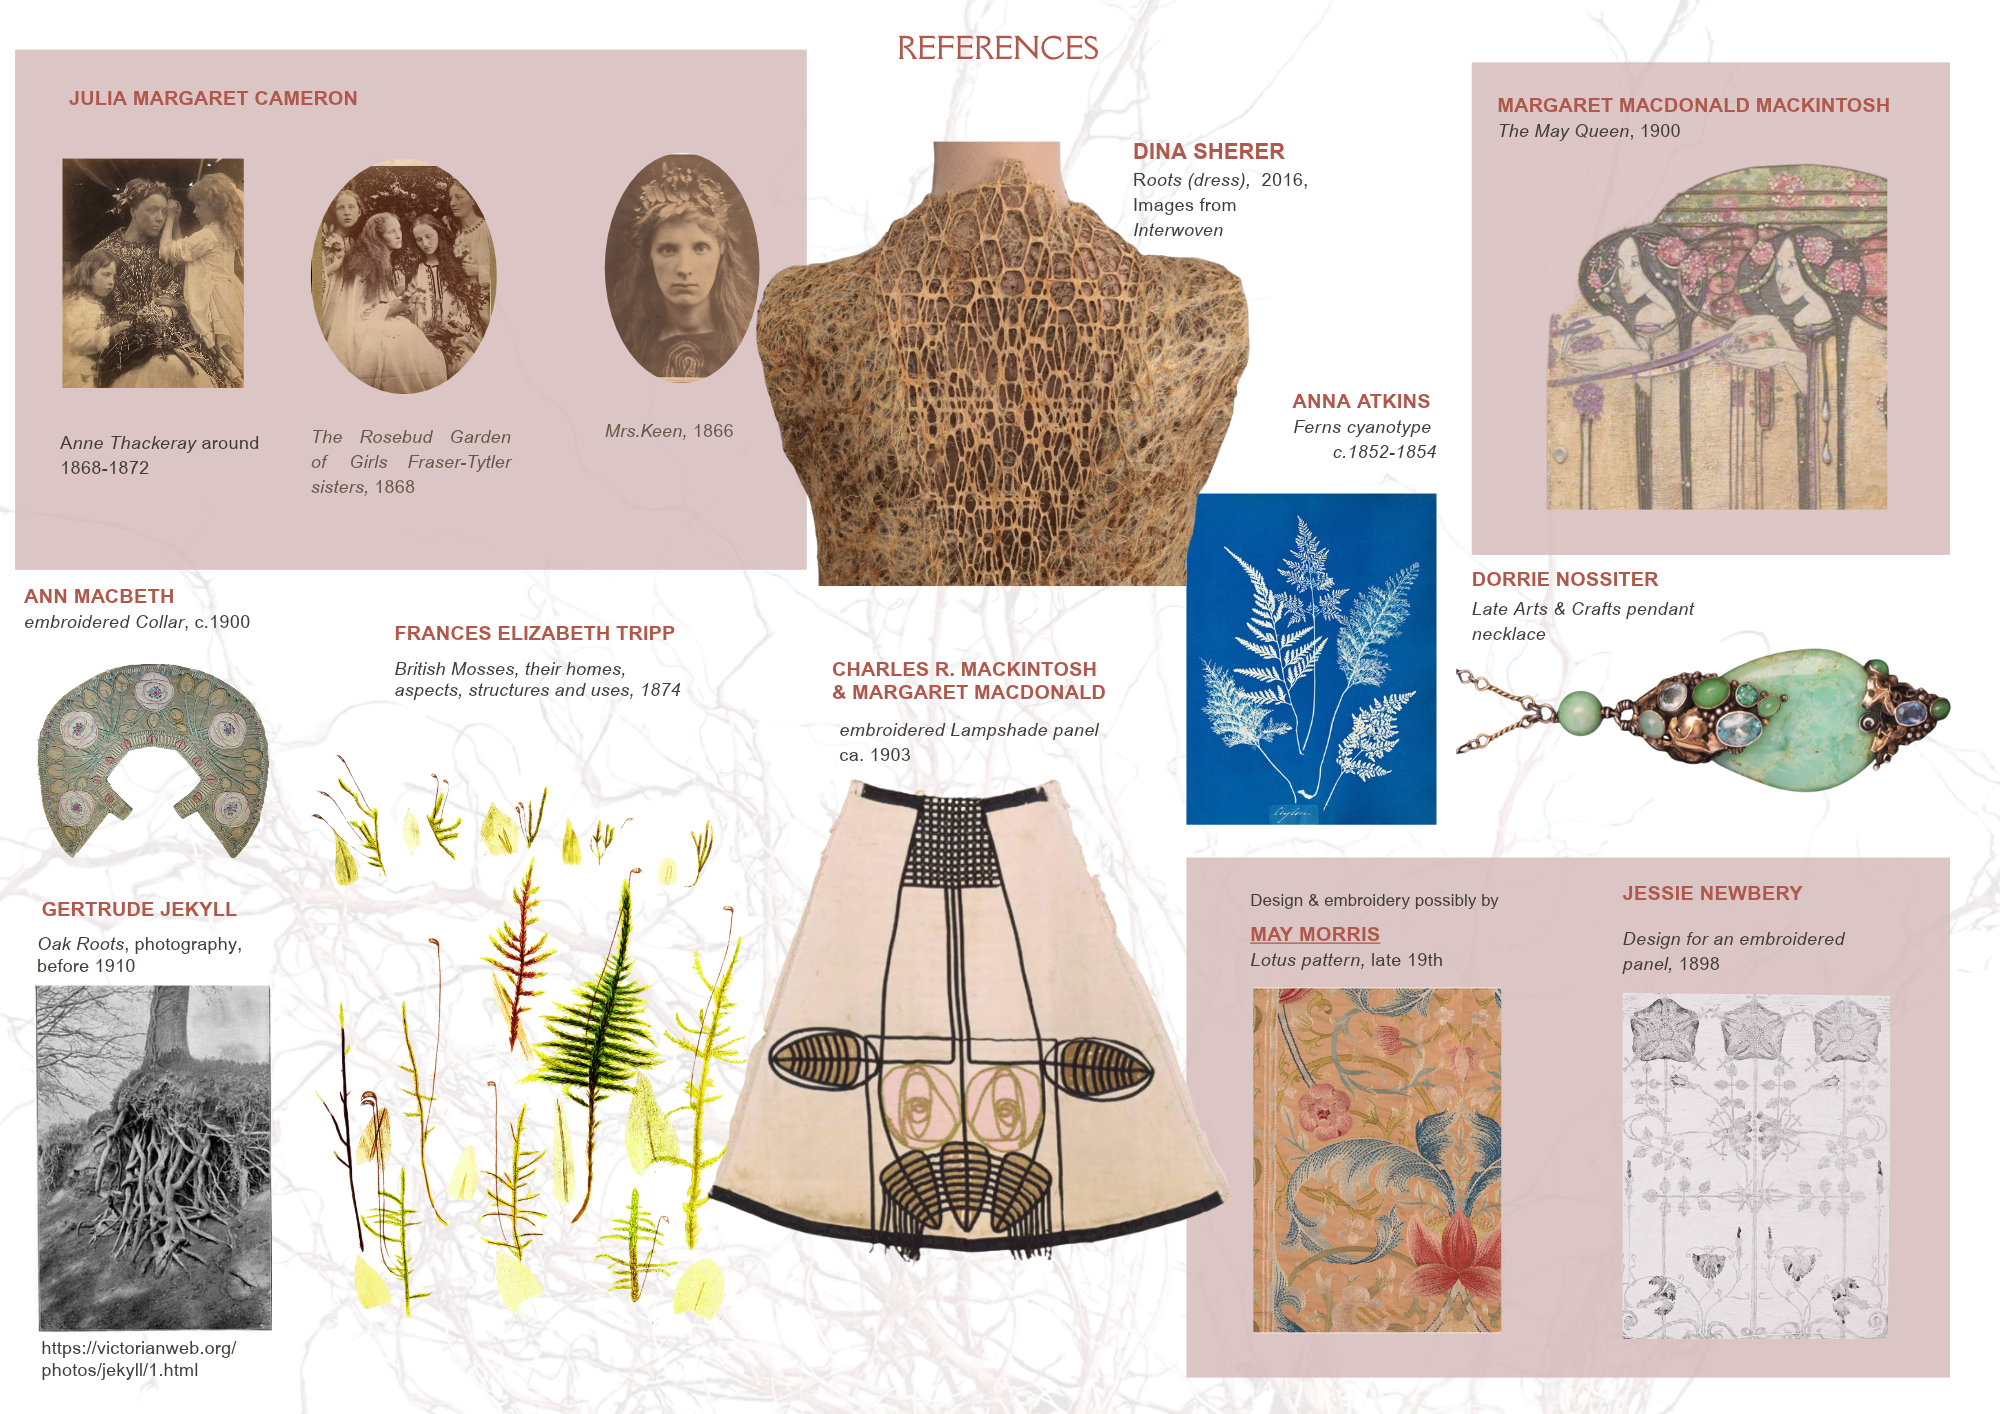 REFERENCES
JULIA MARGARET CAMERON
Anne Thackeray around
1868-1872
The Rosebud Garden
of Girls Fraser-Tytler
sisters, 1868
Mrs.Keen, 1866
DINA SHERER
Roots (dress), 2016,
Images from
Interwoven
ANNA ATKINS
Ferns cyanotype
c.1852-1854
Ceylon
MARGARET MACDONALD MACKINTOSH
The May Queen, 1900
ANN MACBETH
embroidered Collar, c.1900
FRANCES ELIZABETH TRIPP
British Mosses, their homes,
aspects, structures and uses, 1874
CHARLES R. MACKINTOSH
& MARGARET MACDONALD
embroidered Lampshade panel
ca. 1903
DORRIE NOSSITER
Late Arts & Crafts pendant
necklace
GERTRUDE JEKYLL
Oak Roots, photography,
before 1910
https://victorianweb.org/
photos/jekyll/1.html
Design & embroidery possibly by
MAY MORRIS
Lotus pattern, late 19th
JESSIE NEWBERY
Design for an embroidered
panel, 1898